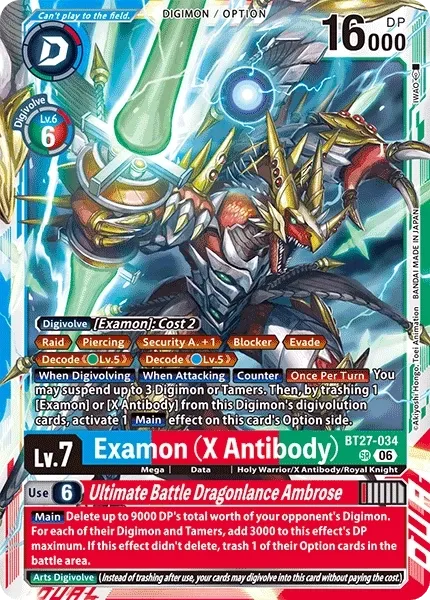 Can't play to the field.
DIGIMON / OPTION
DP
16000
D
Digivolve
Lv.6
6
IWAO
©Akiyoshi Hongo, Toei Animation BANDAI MADE IN JAPAN
Digivolve [Examon]: Cost 2
Raid Piercing Security A. +1 Blocker Evade
Decode (Lv.5) Decode (Lv.5)
When Digivolving When Attacking Counter Once Per Turn You
may suspend up to 3 Digimon or Tamers. Then, by trashing 1
[Examon] or [X Antibody] from this Digimon's digivolution
cards, activate 1 Main effect on this card's Option side.
Lv.7
Examon (X Antibody)
BT27-034
SR 06
Mega Data Holy Warrior/X Antibody/Royal Knight
Use 6 Ultimate Battle Dragonlance Ambrose
Main Delete up to 9000 DP's total worth of your opponent's Digimon.
For each of their Digimon and Tamers, add 3000 to this effect's DP
maximum. If this effect didn't delete, trash 1 of their Option cards in the
battle area.
Arts Digivolve (Instead of trashing after use, your cards may digivolve into this card without paying the cost.)
DUAL
DUAL